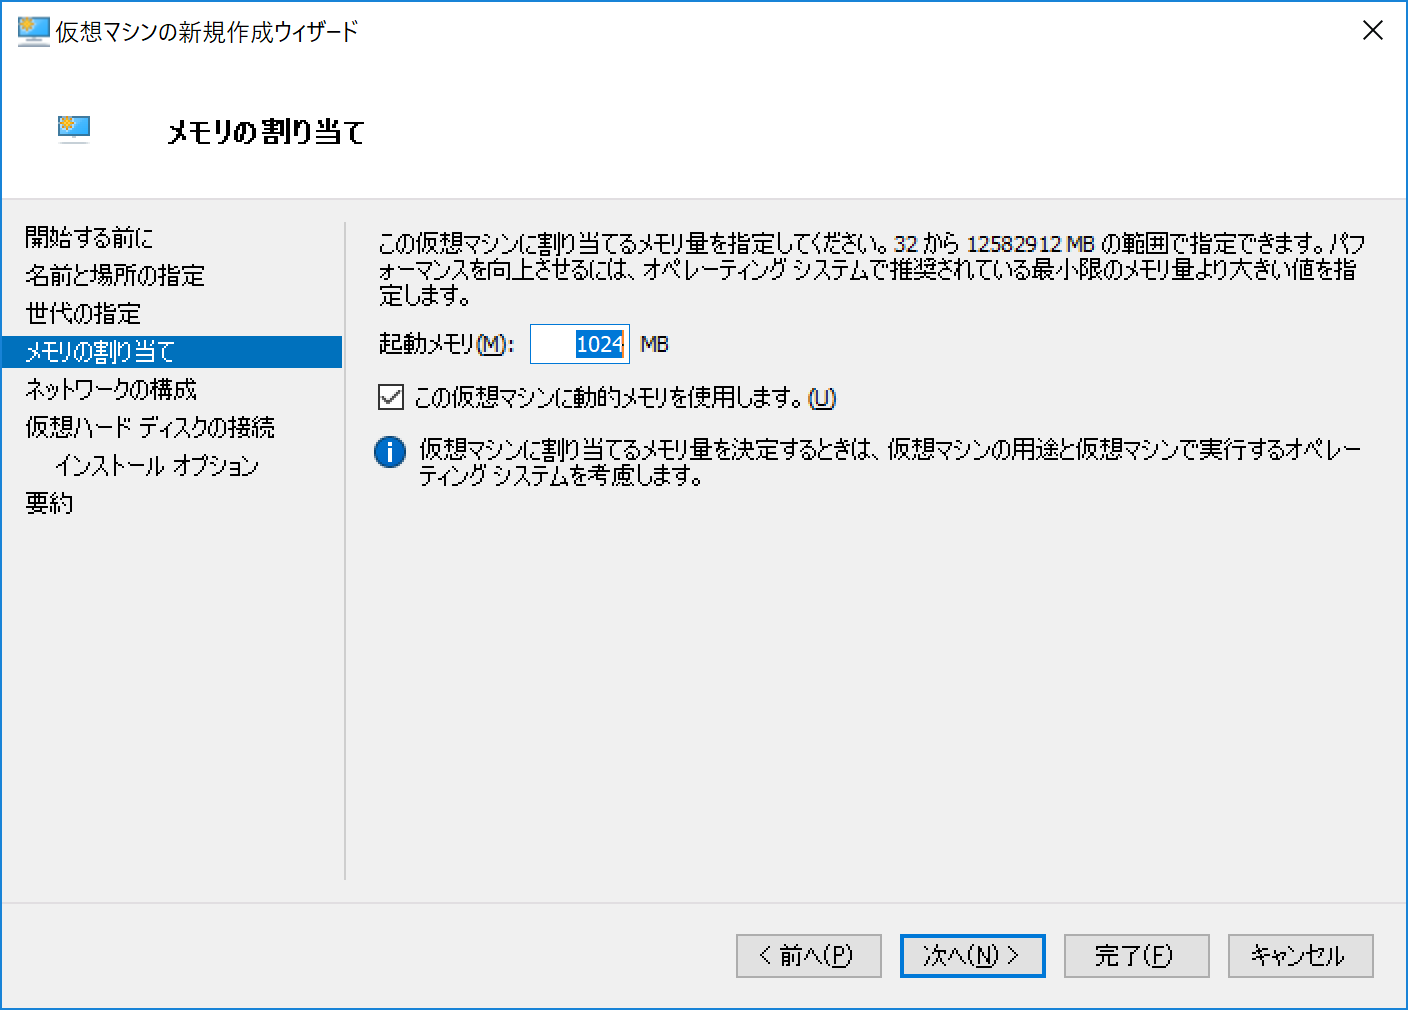 仮想マシンの新規作成ウィザード
メモリの割り当て
開始する前に
名前と場所の指定
世代の指定
メモリの割り当て
ネットワークの構成
仮想ハード ディスクの接続
インストール オプション
要約
この仮想マシンに割り当てるメモリ量を指定してください。32 から 12582912 MB の範囲で指定できます。パフ
ォーマンスを向上させるには、オペレーティング システムで推奨されている最小限のメモリ量より大きい値を指
定します。
起動メモリ(M): 1024 MB
この仮想マシンに動的メモリを使用します。(U)
仮想マシンに割り当てるメモリ量を決定するときは、仮想マシンの用途と仮想マシンで実行するオペレー
ティング システムを考慮します。
< 前へ(P) 次へ(N) > 完了(F) キャンセル